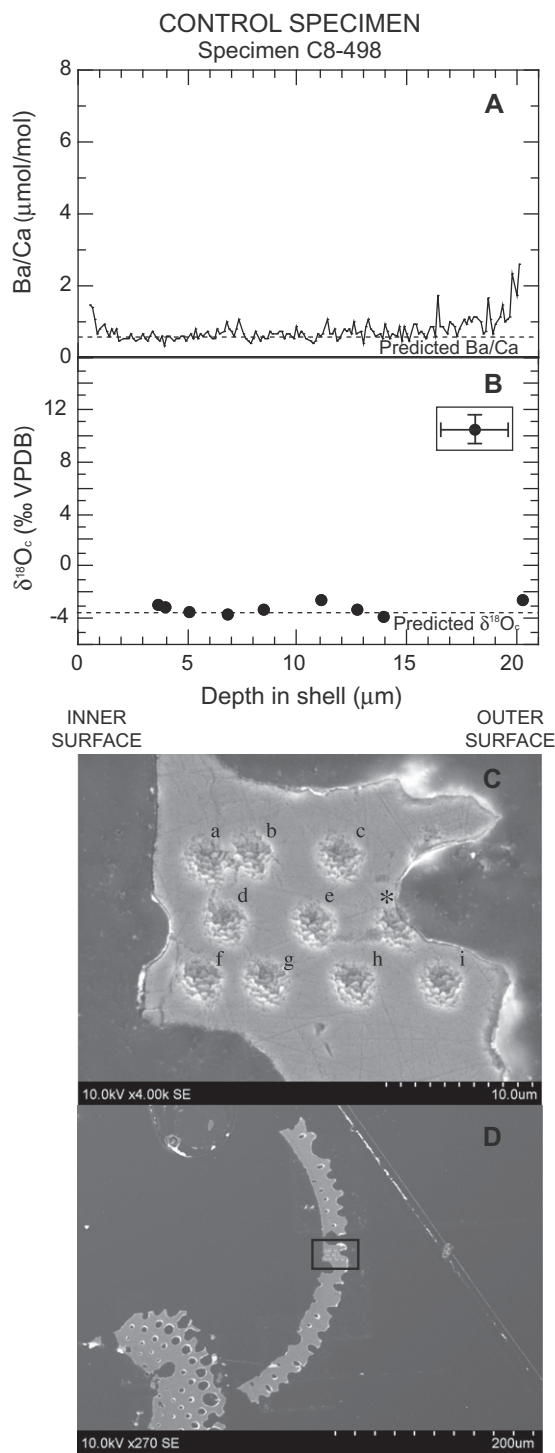 CONTROL SPECIMEN
Specimen C8-498
A
8
6
4
2
0
Ba/Ca (μmol/mol)
Predicted Ba/Ca
B
12
8
4
0
-4
δ¹⁸Oc (‰ VPDB)
Predicted δ¹⁸Oc
0 5 10 15 20
Depth in shell (μm)
INNER SURFACE
OUTER SURFACE
C
a b c
d e *
f g h i
10.0kV x4.00k SE 10.0um
D
10.0kV x270 SE 200um